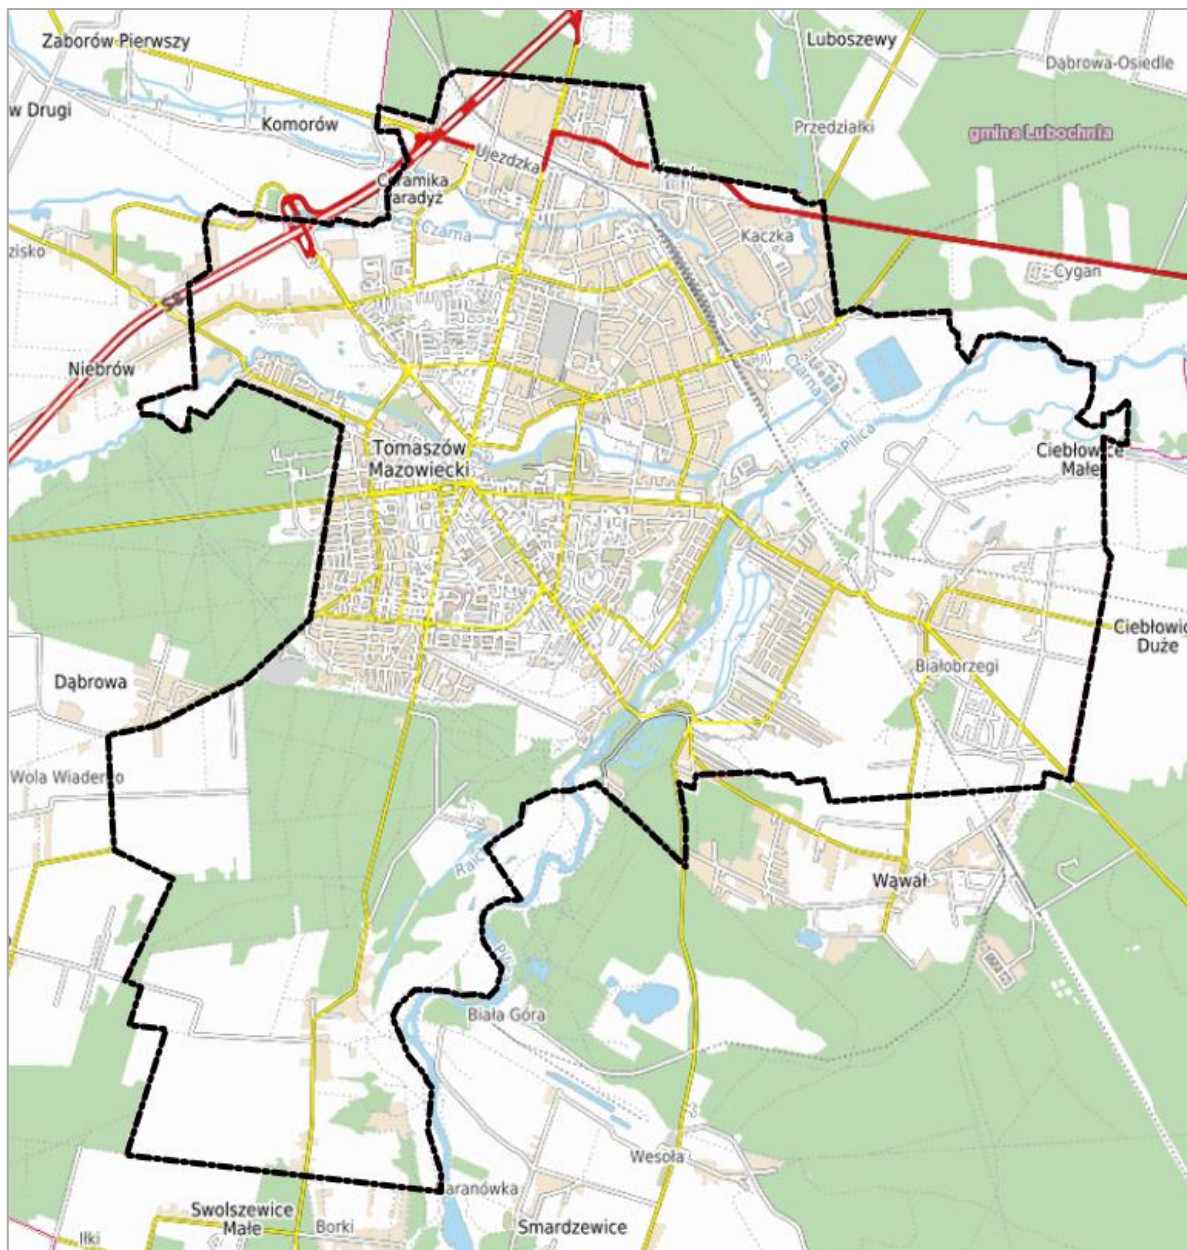 Zaborów Pierwszy
Luboszewy
Dąbrowa-Osiedle
w Drugi
Komorów
Przedziałki
gmina Lubochnia
Ujezdzka
Ceramika
Paradyż
Czarna
Kaczka
zisko
Cygan
Niebrów
Czarna
Tomaszów
Mazowiecki
Pilica
Ciebłowice
Małe
Ciebłowic
Duże
Białobrzegi
Dąbrowa
Wola Wiaderno
Wąwał
Biała Góra
Wesoła
aranówka
Swolszewice
Małe
Borki
Smardzewice
Iłki